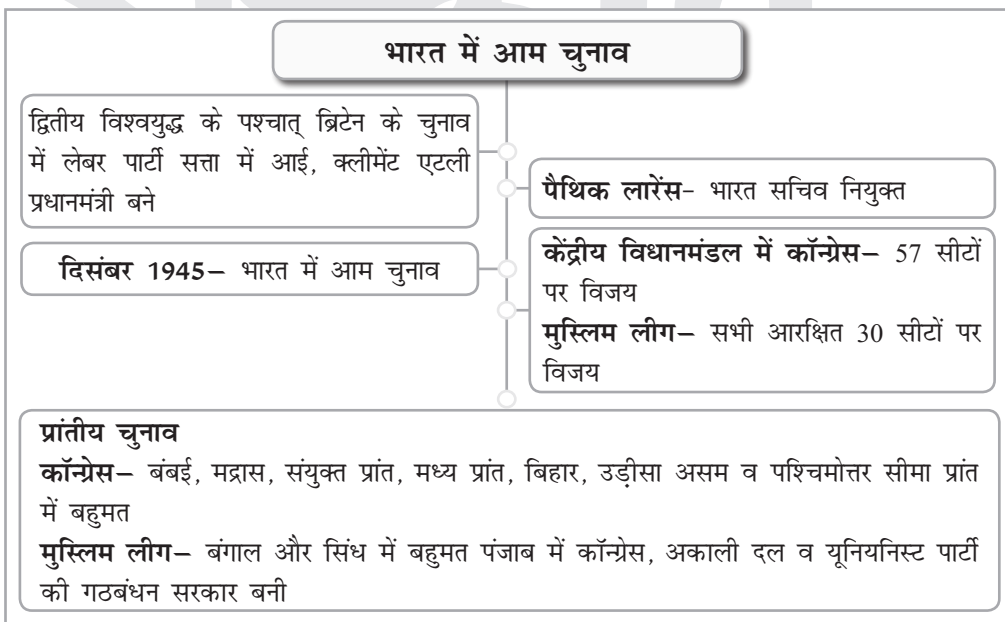 भारत में आम चुनाव
द्वितीय विश्वयुद्ध के पश्चात् ब्रिटेन के चुनाव
में लेबर पार्टी सत्ता में आई, क्लीमेंट एटली
प्रधानमंत्री बने
पैथिक लारेंस- भारत सचिव नियुक्त
दिसंबर 1945– भारत में आम चुनाव
केंद्रीय विधानमंडल में कॉन्ग्रेस– 57 सीटों
पर विजय
मुस्लिम लीग– सभी आरक्षित 30 सीटों पर
विजय
प्रांतीय चुनाव
कॉन्ग्रेस– बंबई, मद्रास, संयुक्त प्रांत, मध्य प्रांत, बिहार, उड़ीसा असम व पश्चिमोत्तर सीमा प्रांत
में बहुमत
मुस्लिम लीग– बंगाल और सिंध में बहुमत पंजाब में कॉन्ग्रेस, अकाली दल व यूनियनिस्ट पार्टी
की गठबंधन सरकार बनी